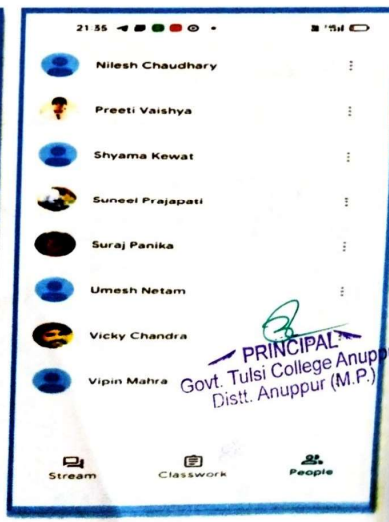 21:35
Nilesh Chaudhary
Preeti Vaishya
Shyama Kewat
Suneel Prajapati
Suraj Panika
Umesh Netam
Vicky Chandra
Vipin Mahra
PRINCIPAL
Govt. Tulsi College Anuppu
Distt. Anuppur (M.P.)
Stream
Classwork
People